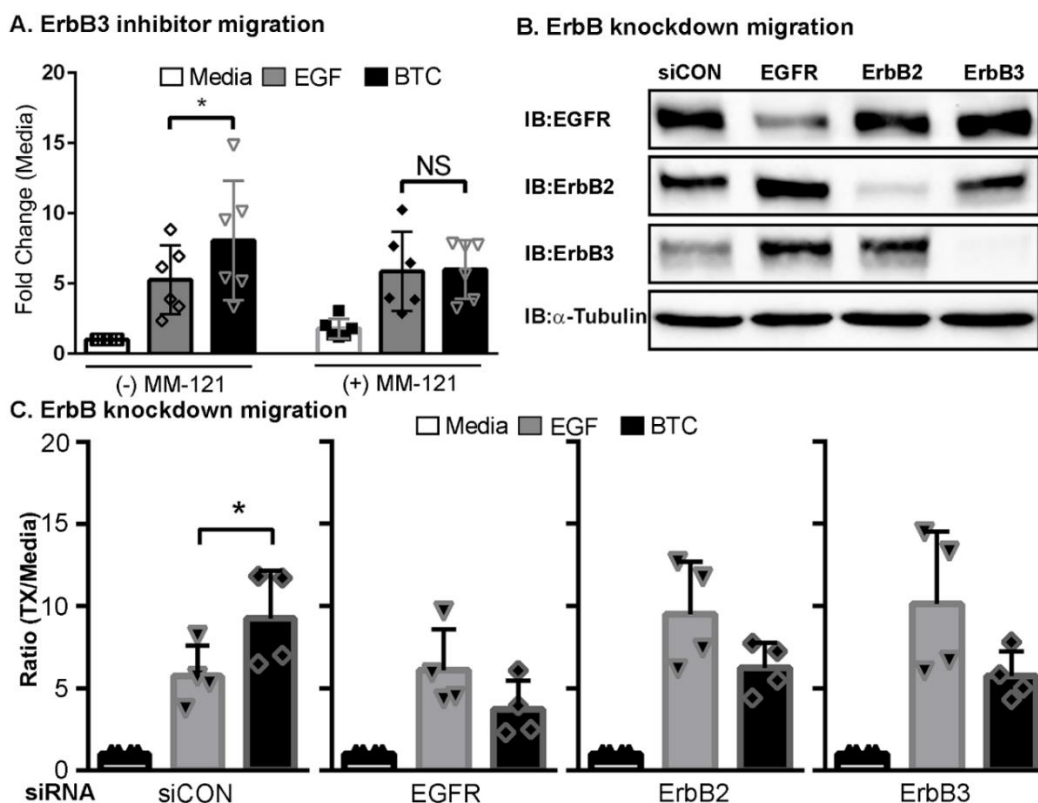 A. ErbB3 inhibitor migration
Media EGF BTC
Fold Change (Media)
20
15
10
5
0
*
NS
(-) MM-121
(+) MM-121
B. ErbB knockdown migration
siCON EGFR ErbB2 ErbB3
IB:EGFR
IB:ErbB2
IB:ErbB3
IB:α-Tubulin
C. ErbB knockdown migration
Media EGF BTC
Ratio (TX/Media)
20
15
10
5
0
*
siRNA siCON EGFR ErbB2 ErbB3